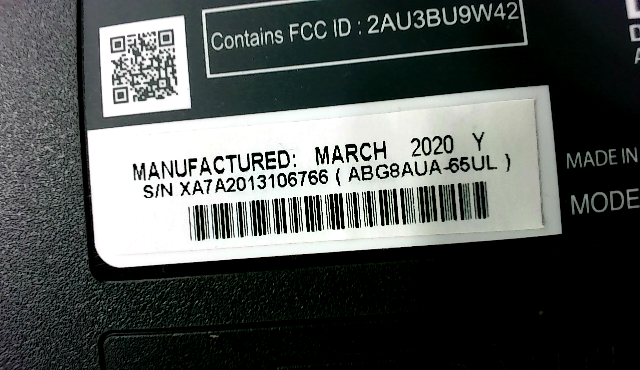 Contains FCC ID : 2AU3BU9W42
MANUFACTURED: MARCH 2020 Y
S/N XA7A2013106766 ( ABG8AUA-65UL )
MADE IN
MODE